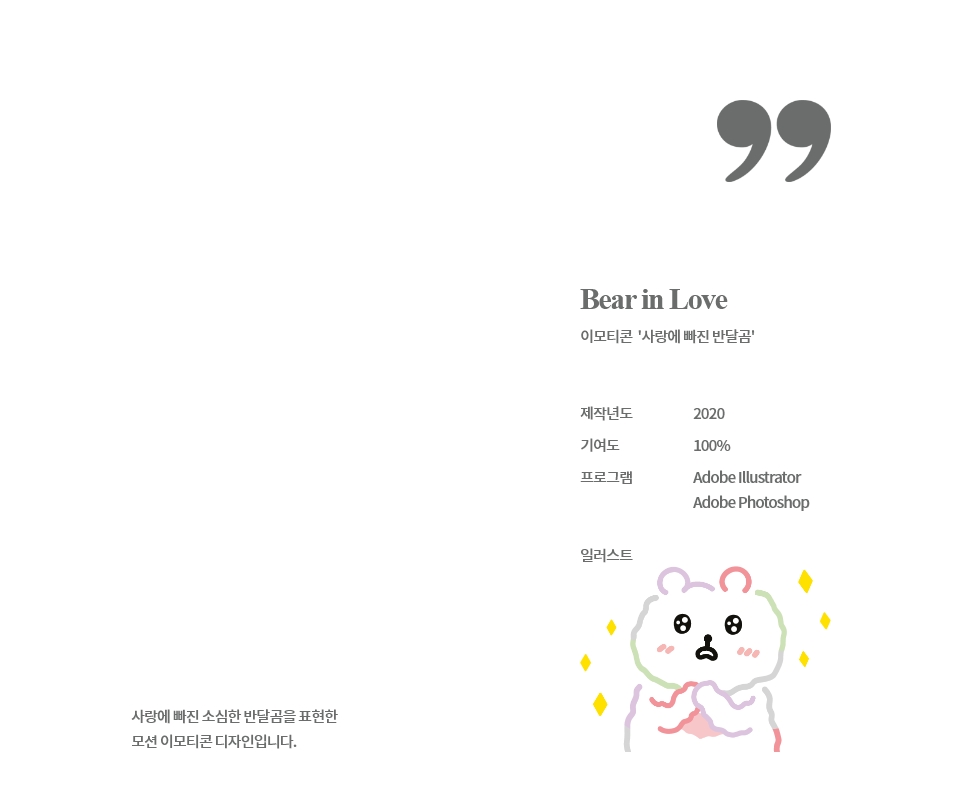 ”
Bear in Love
이모티콘 '사랑에 빠진 반달곰'
제작년도 2020
기여도 100%
프로그램 Adobe Illustrator
Adobe Photoshop
일러스트
사랑에 빠진 소심한 반달곰을 표현한
모션 이모티콘 디자인입니다.